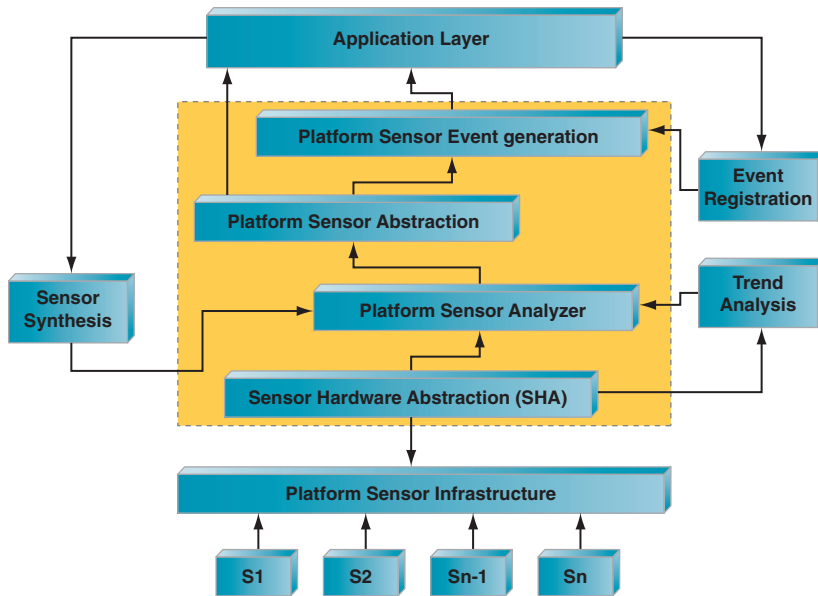 Application Layer
Platform Sensor Event generation
Event
Registration
Platform Sensor Abstraction
Sensor
Synthesis
Platform Sensor Analyzer
Trend
Analysis
Sensor Hardware Abstraction (SHA)
Platform Sensor Infrastructure
S1
S2
Sn-1
Sn